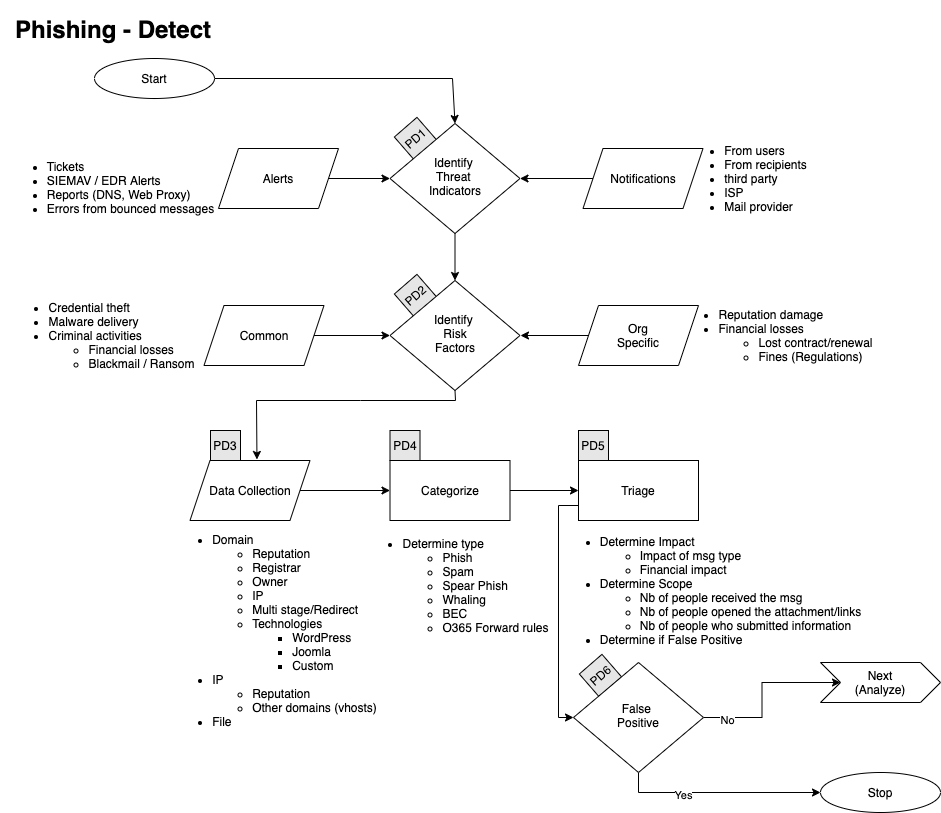 Phishing - Detect
Start
PD1
Identify
Threat
Indicators
Tickets
SIEMAV / EDR Alerts
Reports (DNS, Web Proxy)
Errors from bounced messages
Alerts
Notifications
From users
From recipients
third party
ISP
Mail provider
PD2
Identify
Risk
Factors
Credential theft
Malware delivery
Criminal activities
Financial losses
Blackmail / Ransom
Common
Org
Specific
Reputation damage
Financial losses
Lost contract/renewal
Fines (Regulations)
PD3
Data Collection
Domain
Reputation
Registrar
Owner
IP
Multi stage/Redirect
Technologies
WordPress
Joomla
Custom
IP
Reputation
Other domains (vhosts)
File
PD4
Categorize
Determine type
Phish
Spam
Spear Phish
Whaling
BEC
O365 Forward rules
PD5
Triage
Determine Impact
Impact of msg type
Financial impact
Determine Scope
Nb of people received the msg
Nb of people opened the attachment/links
Nb of people who submitted information
Determine if False Positive
PD6
False
Positive
No
Next
(Analyze)
Yes
Stop